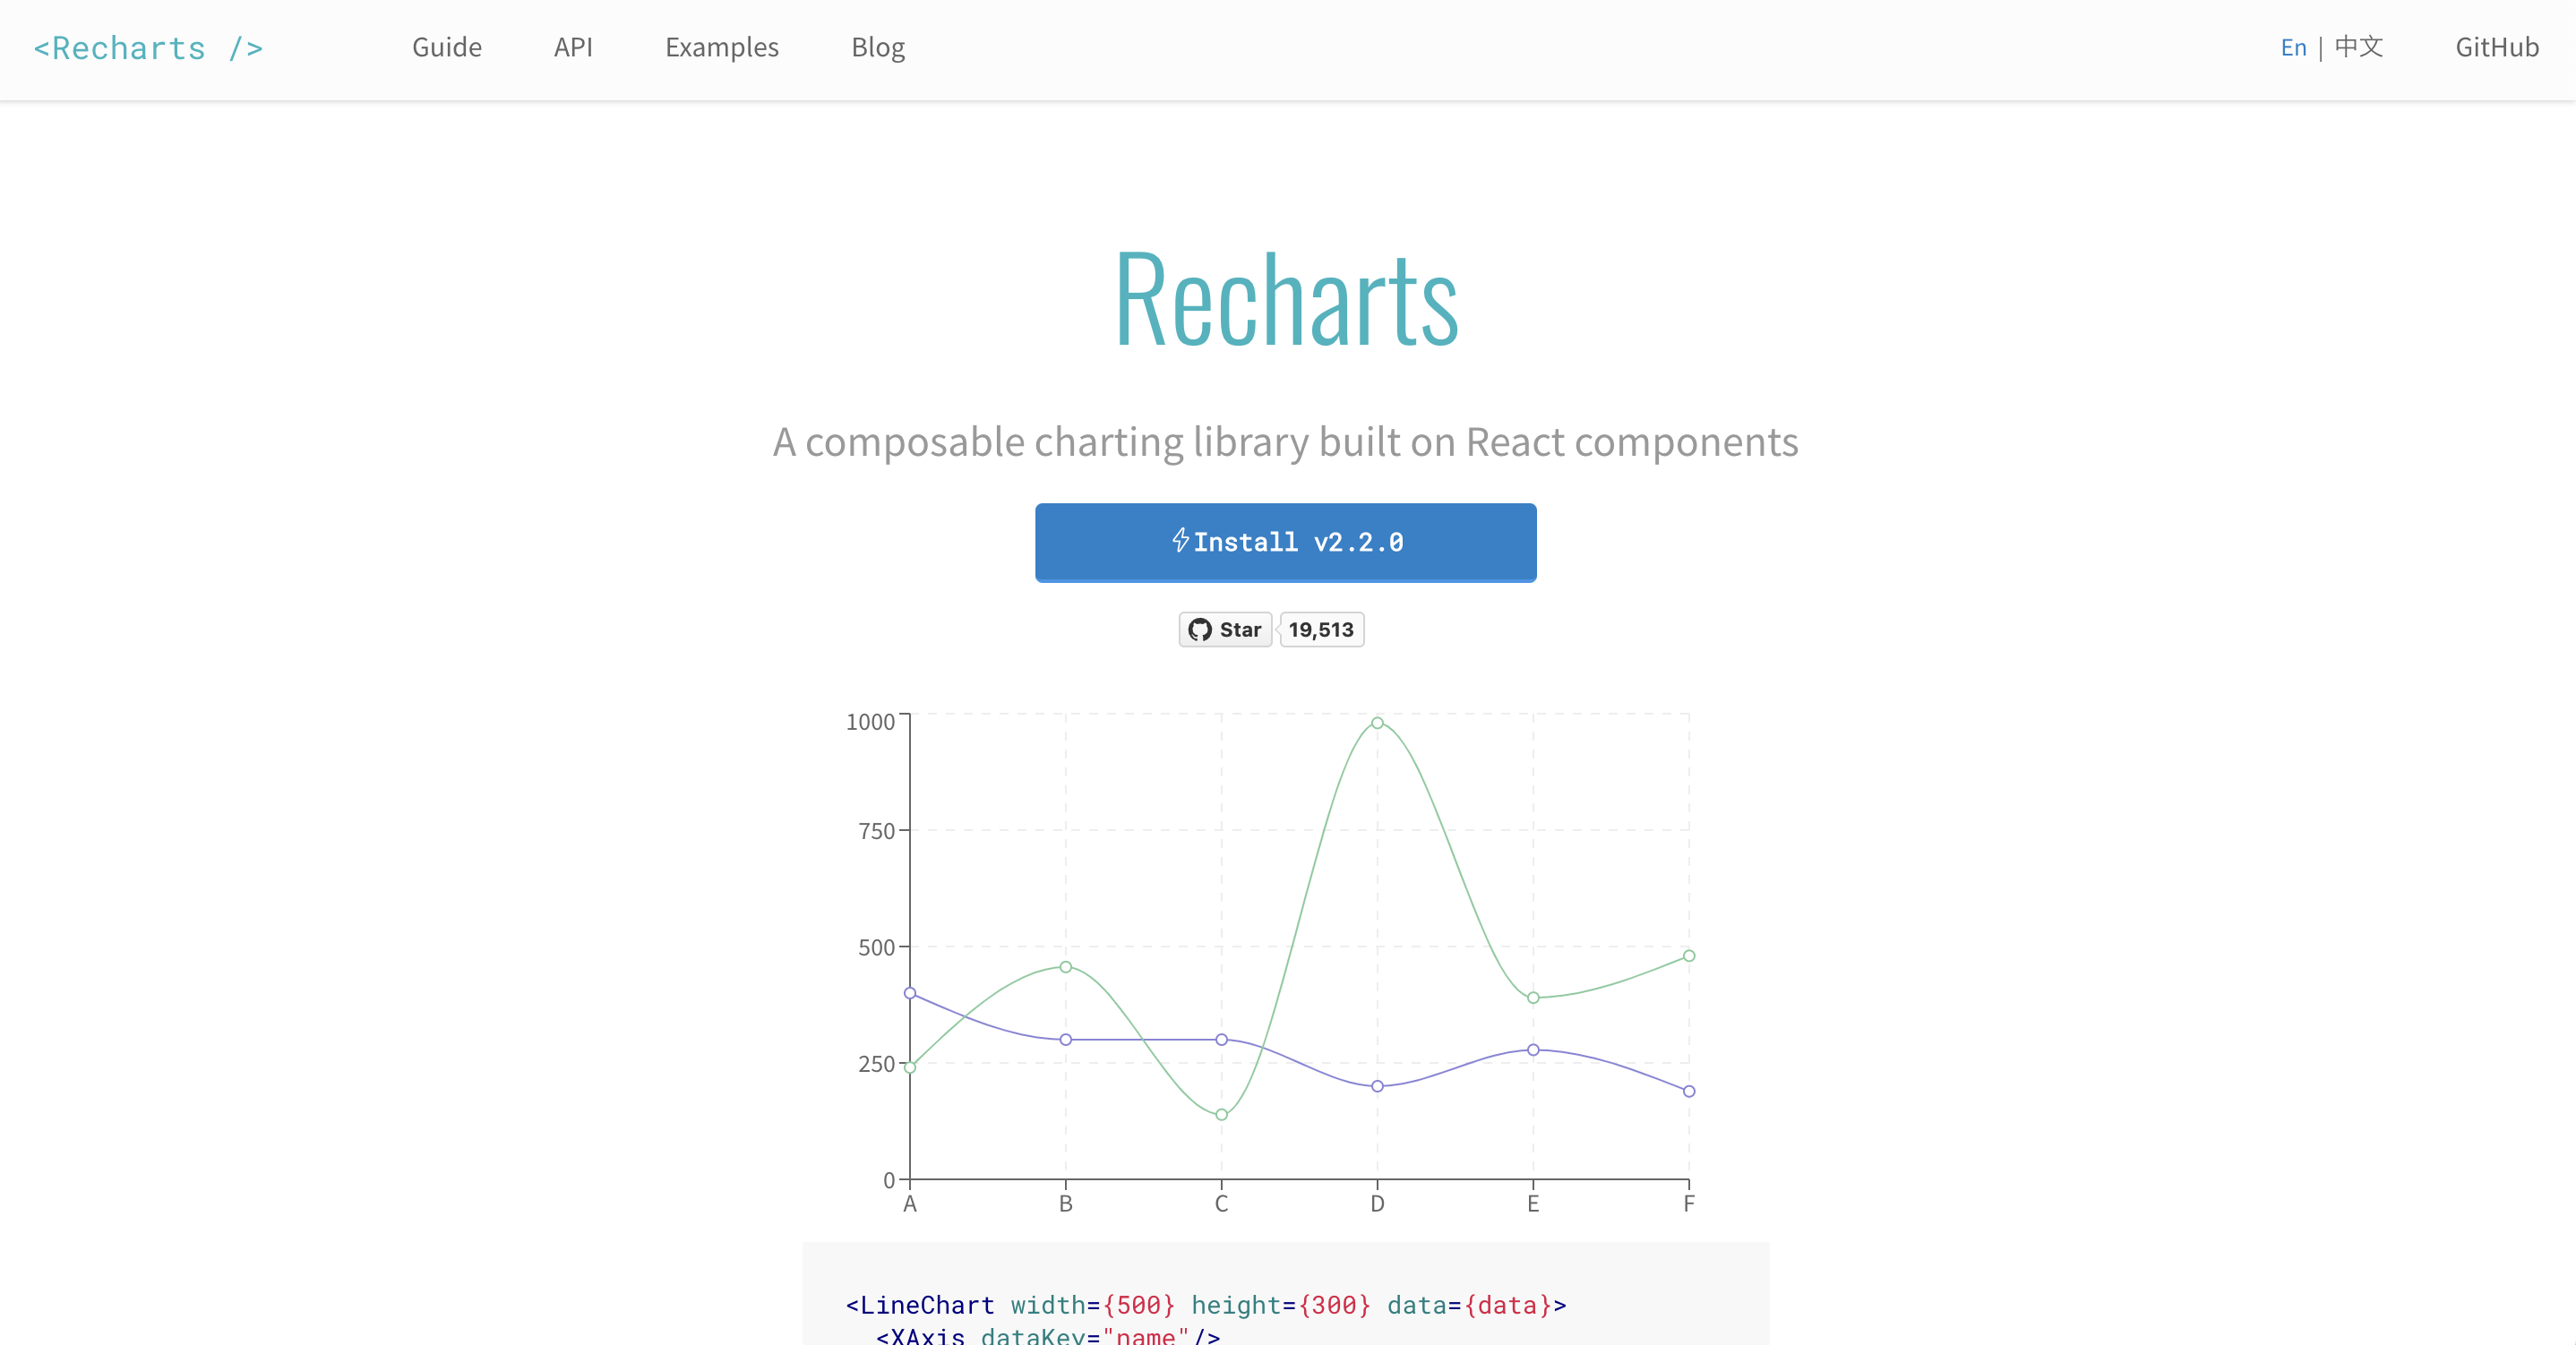 <Recharts />
Guide
API
Examples
Blog
En | 中文
GitHub
Recharts
A composable charting library built on React components
Install v2.2.0
Star
19,513
1000
750
500
250
0
A
B
C
D
E
F
<LineChart width={500} height={300} data={data}>
<XAxis dataKey="name"/>